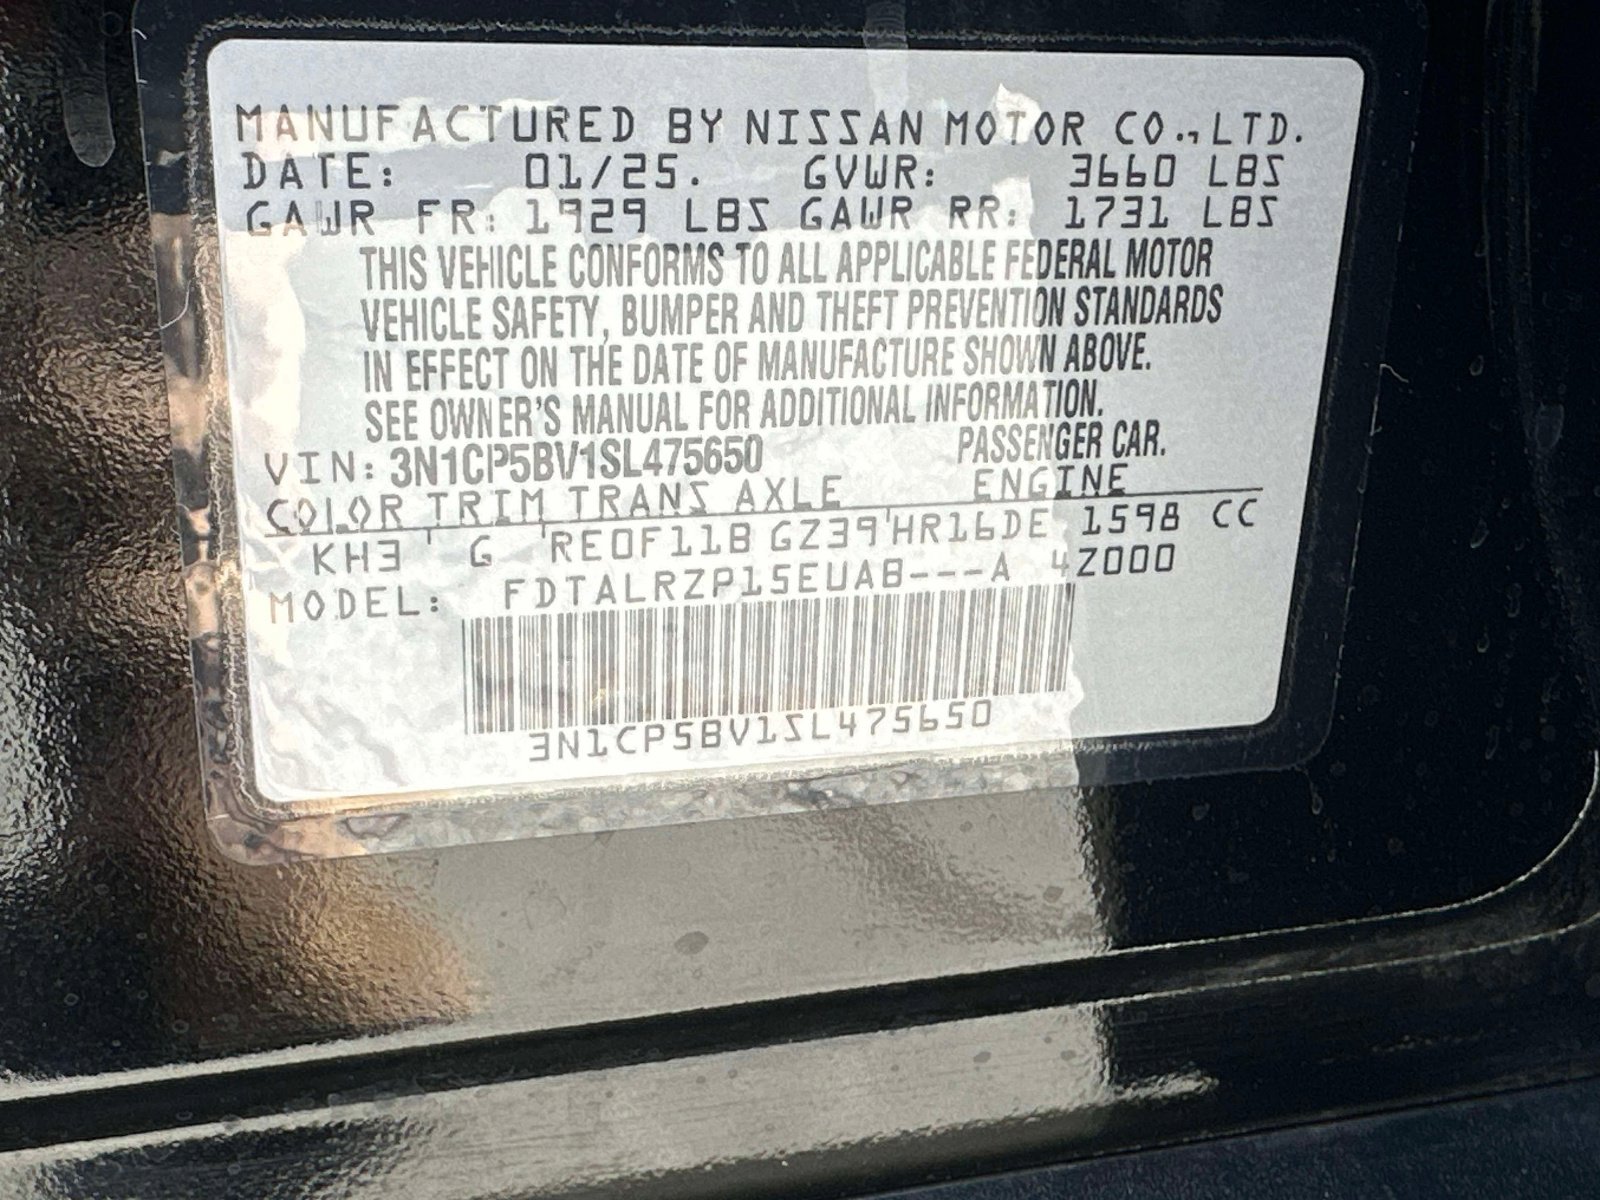 MANUFACTURED BY NISSAN MOTOR CO.,LTD.
DATE: 01/25. GVWR: 3660 LBS
GAWR FR: 1929 LBS GAWR RR: 1731 LBS
THIS VEHICLE CONFORMS TO ALL APPLICABLE FEDERAL MOTOR
VEHICLE SAFETY, BUMPER AND THEFT PREVENTION STANDARDS
IN EFFECT ON THE DATE OF MANUFACTURE SHOWN ABOVE.
SEE OWNER'S MANUAL FOR ADDITIONAL INFORMATION.
VIN: 3N1CP5BV1SL475650 PASSENGER CAR.
COLOR TRIM TRANS AXLE ENGINE
KH3 G RE0F11B GZ39 HR16DE 1598 CC
MODEL: FDTALRZP15EUAB---A 4Z000
3N1CP5BV1SL475650